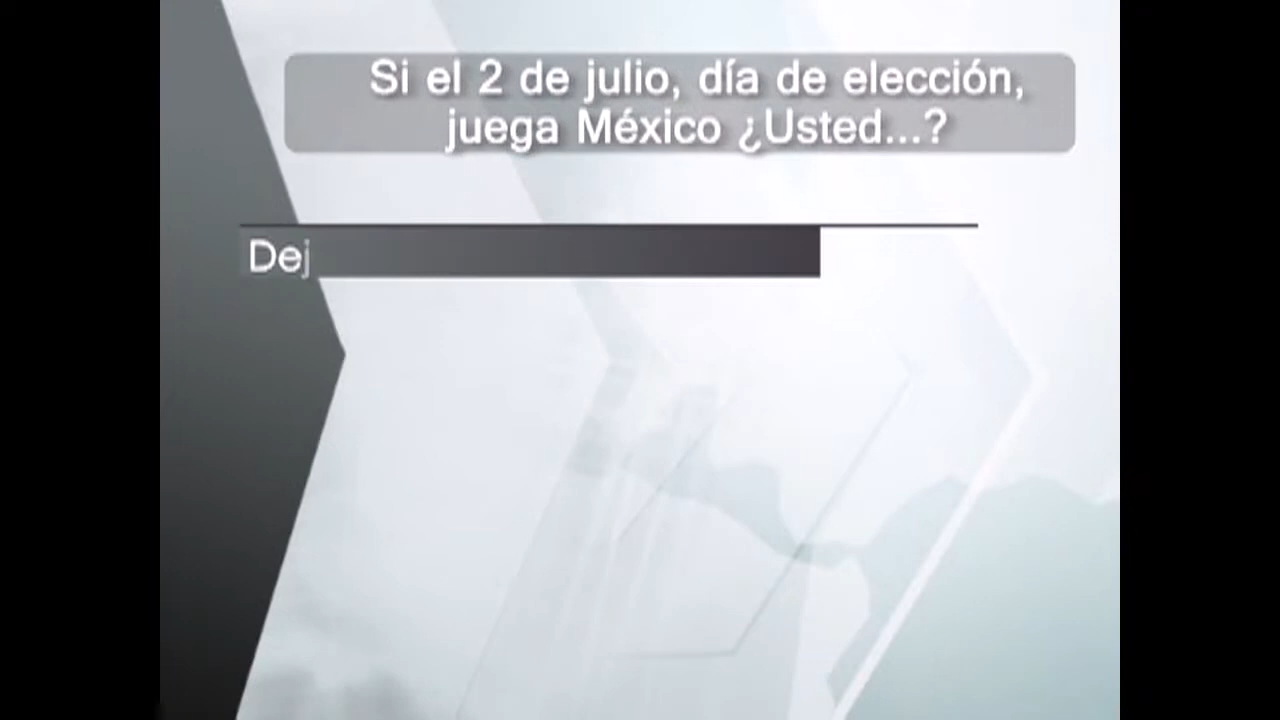 Si el 2 de julio, día de elección,
juega México ¿Usted...?
Dej